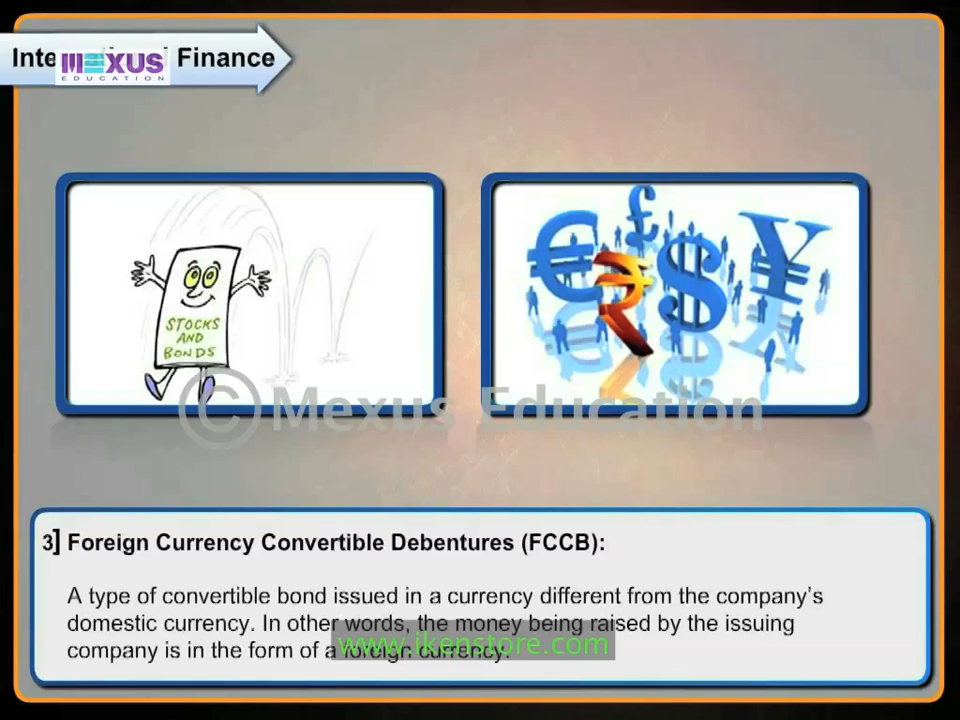 Inte Finance
MEXUS
EDUCATION
STOCKS
AND
BONDS
© Mexus Education
3] Foreign Currency Convertible Debentures (FCCB):
A type of convertible bond issued in a currency different from the company's
domestic currency. In other words, the money being raised by the issuing
company is in the form of a foreign currency.
www.ikenstore.com